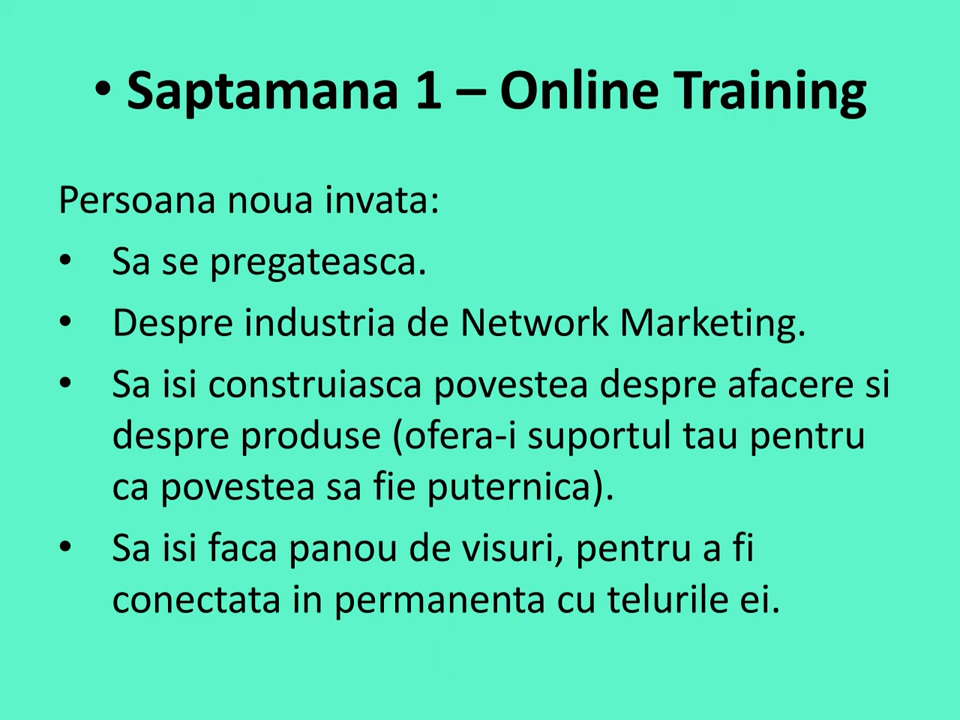 • Saptamana 1 – Online Training
Persoana noua invata:
• Sa se pregateasca.
• Despre industria de Network Marketing.
• Sa isi construiasca povestea despre afacere si
despre produse (ofera-i suportul tau pentru
ca povestea sa fie puternica).
• Sa isi faca panou de visuri, pentru a fi
conectata in permanenta cu telurile ei.